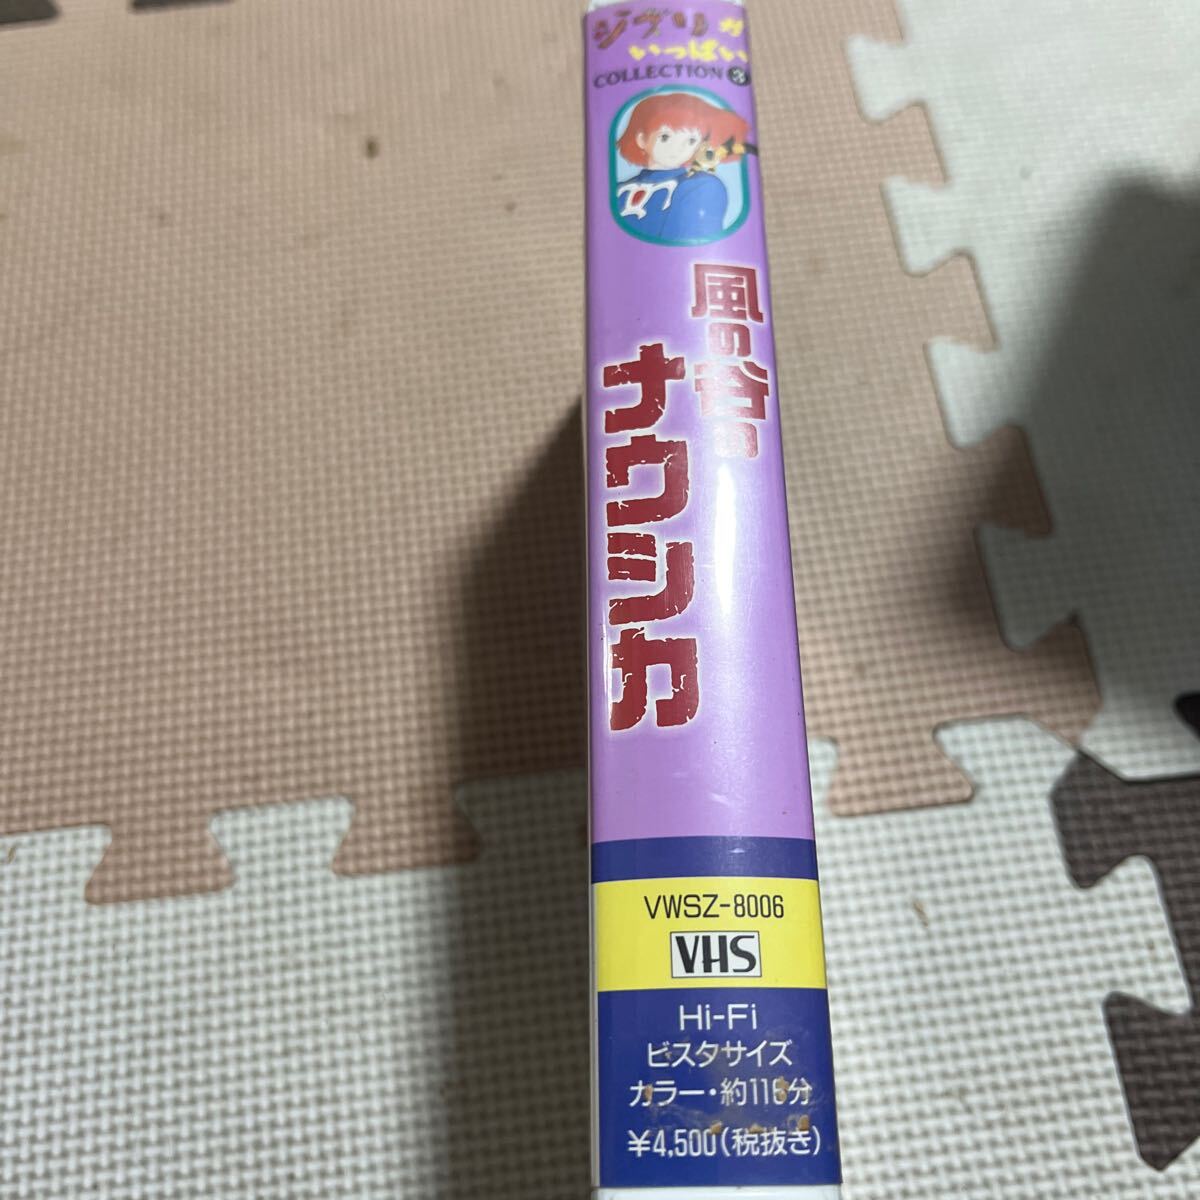 ジブリが
いっぱい
COLLECTION 3
風の谷の
ナウシカ
VWSZ-8006
VHS
Hi-Fi
ビスタサイズ
カラー・約116分
¥4,500(税抜き)